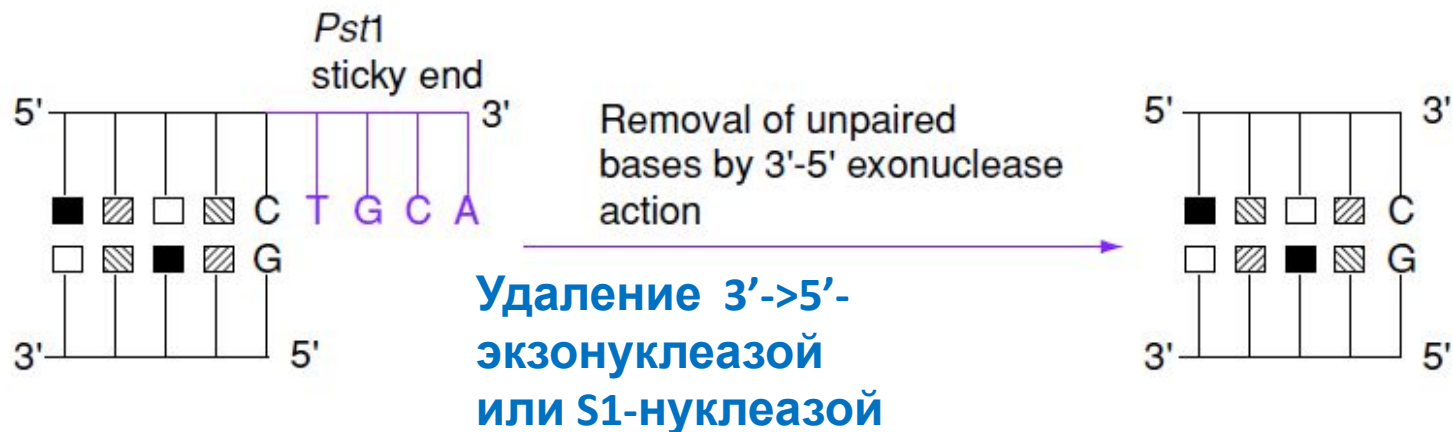 Pst1
sticky end
5' 3'
C T G C A
G
3' 5'
Removal of unpaired
bases by 3'-5' exonuclease
action
Удаление 3’->5’-
экзонуклеазой
или S1-нуклеазой
5' 3'
C
G
3' 5'